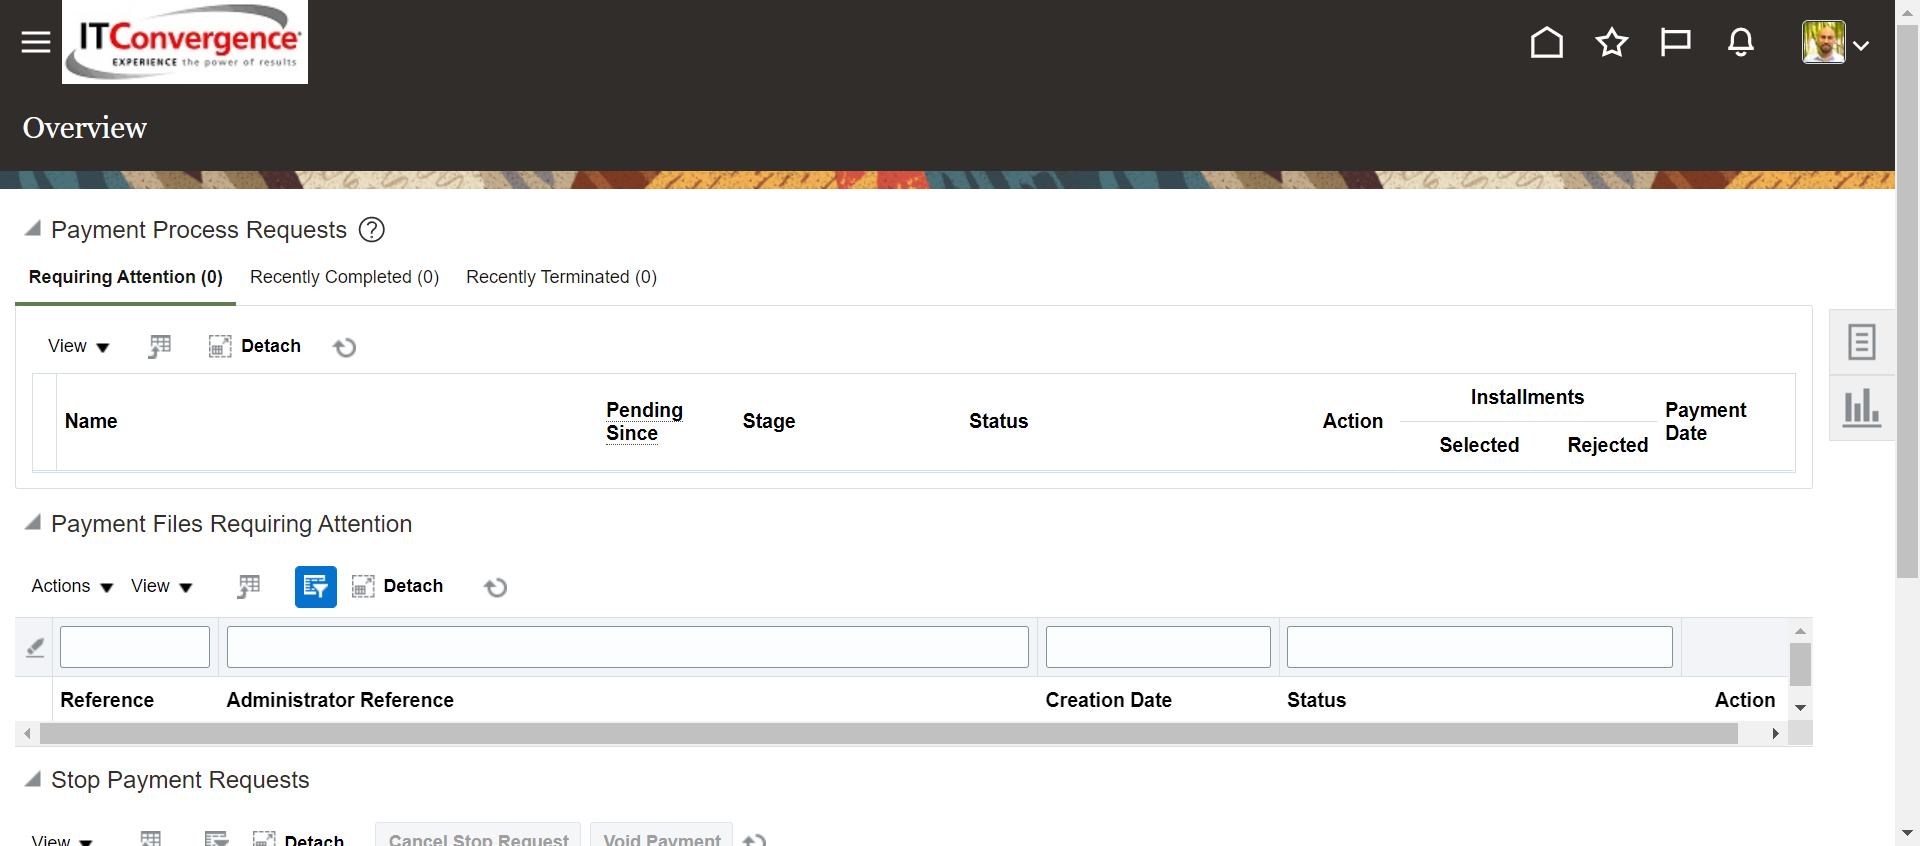 ITConvergence
EXPERIENCE the power of results
Overview
Payment Process Requests ?
Requiring Attention (0) Recently Completed (0) Recently Terminated (0)
View Detach
Name Pending Since Stage Status Action Installments Selected Rejected Payment Date
Payment Files Requiring Attention
Actions View Detach
Reference Administrator Reference Creation Date Status Action
Stop Payment Requests
View Detach Cancel Stop Request Void Payment